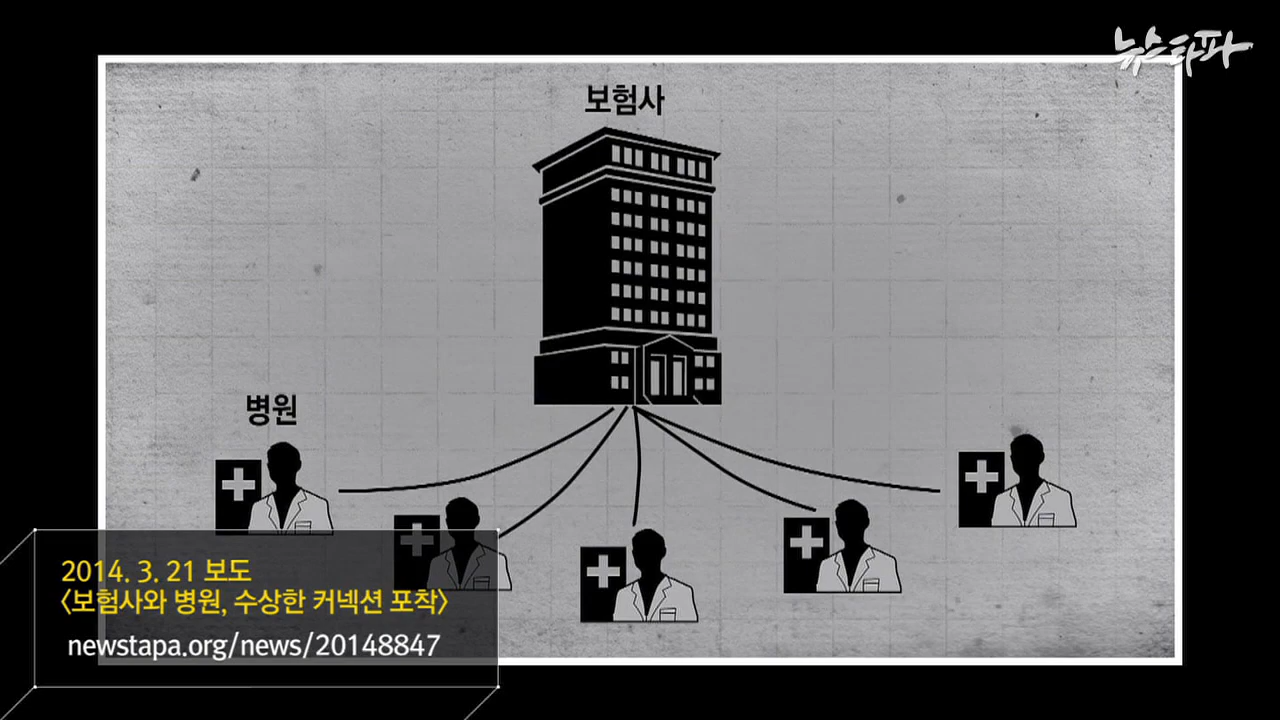 뉴스타파
보험사
병원
2014. 3. 21 보도
〈보험사와 병원, 수상한 커넥션 포착〉
newstapa.org/news/20148847